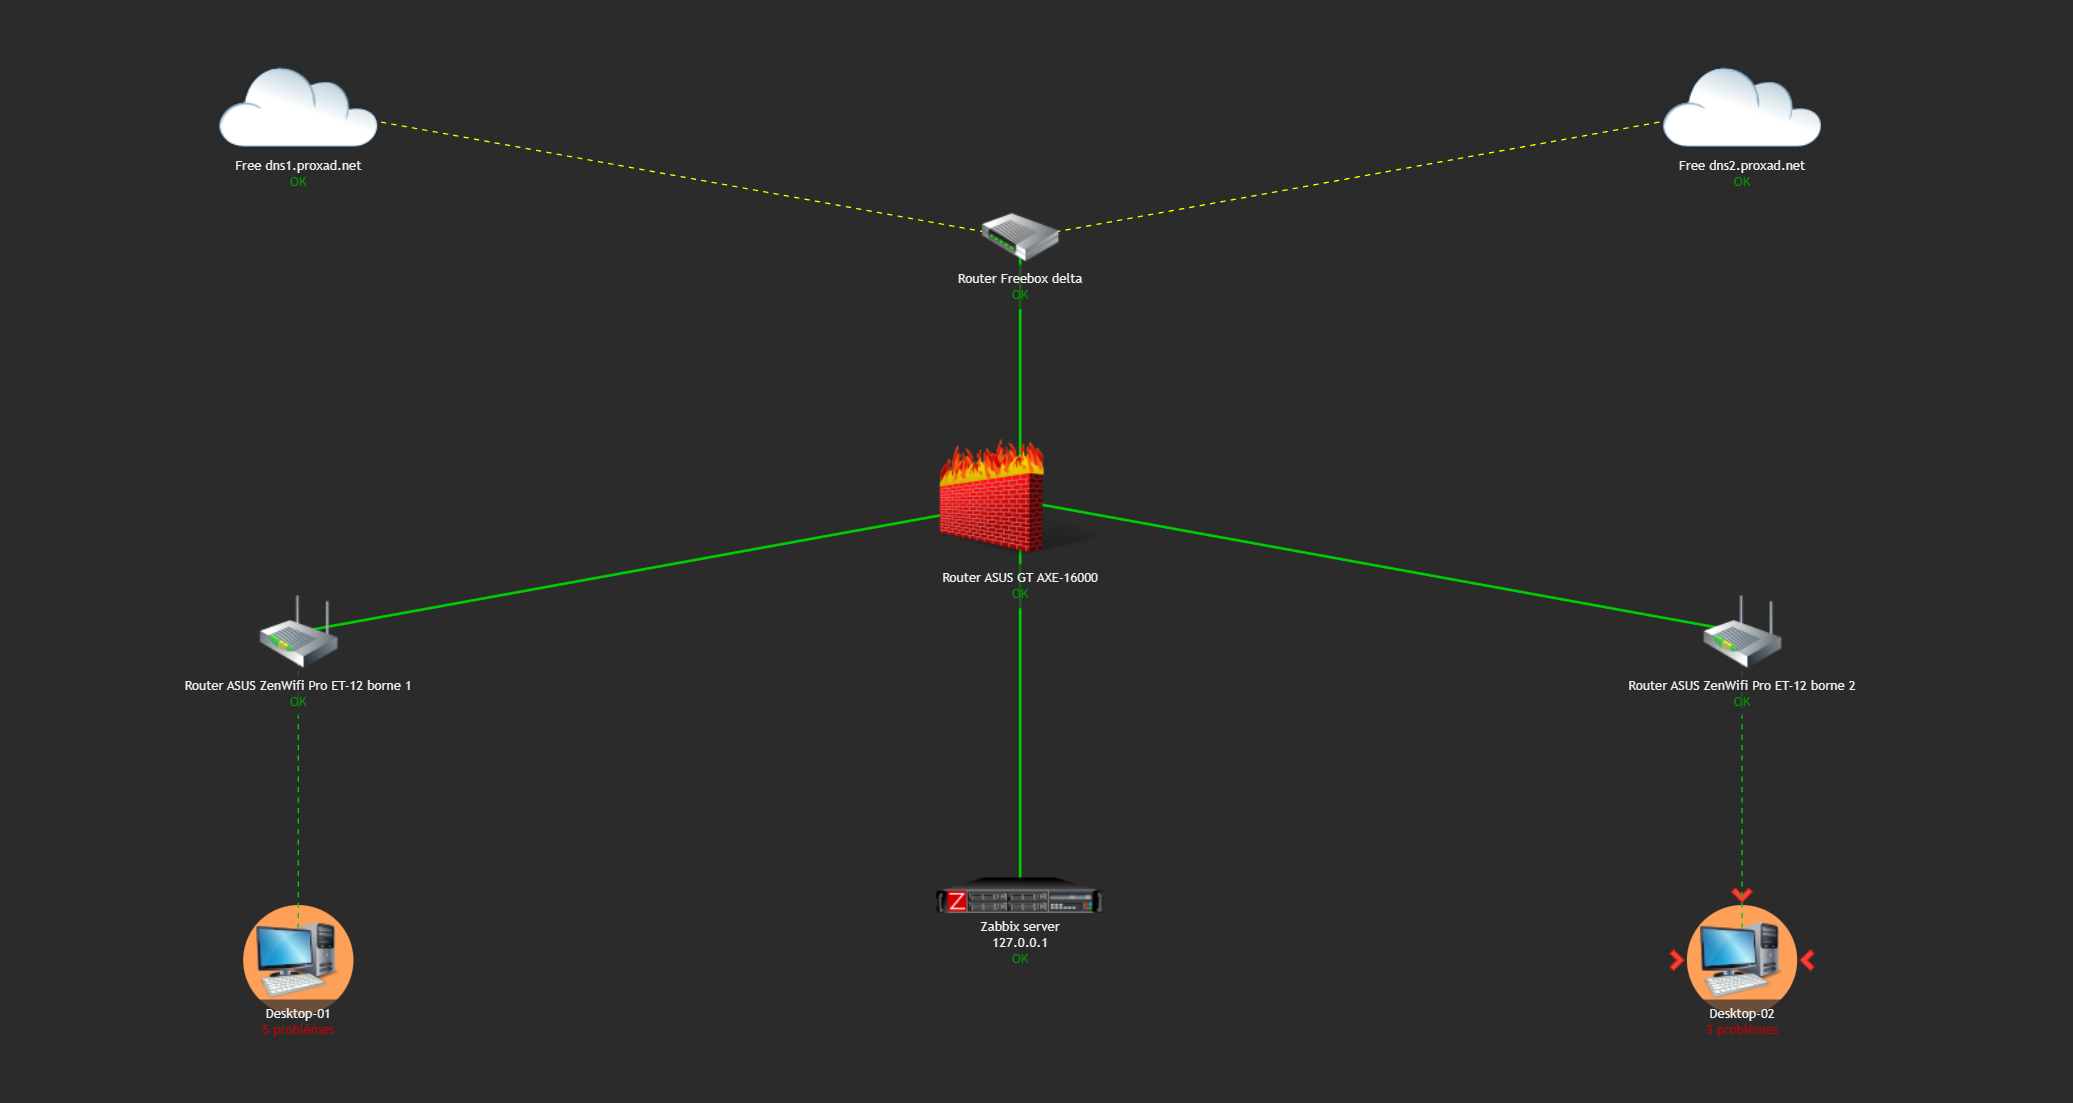 Free dns1.proxad.net
OK
Free dns2.proxad.net
OK
Router Freebox delta
OK
Router ASUS GT AXE-16000
OK
Router ASUS ZenWifi Pro ET-12 borne 1
OK
Router ASUS ZenWifi Pro ET-12 borne 2
OK
Z
Zabbix server
127.0.0.1
OK
Desktop-01
5 problèmes
Desktop-02
3 problèmes